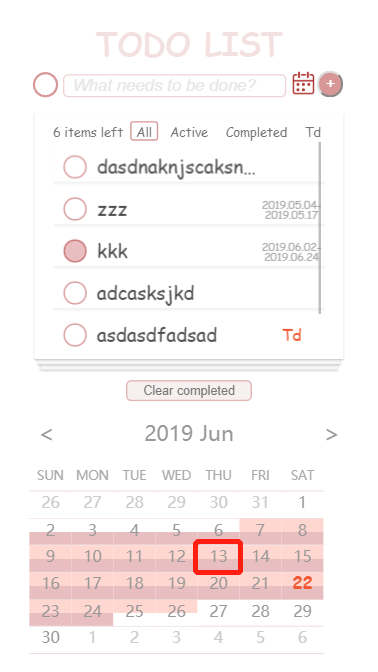 TODO LIST
What needs to be done? +
6 items left All Active Completed Td
dasdnaknjscaksn...
zzz 2019.05.04-
2019.05.17
kkk 2019.06.02-
2019.06.24
adcasksjkd
asdasdfadsad Td
Clear completed
< 2019 Jun >
SUN MON TUE WED THU FRI SAT
26 27 28 29 30 31 1
2 3 4 5 6 7 8
9 10 11 12 13 14 15
16 17 18 19 20 21 22
23 24 25 26 27 28 29
30 1 2 3 4 5 6